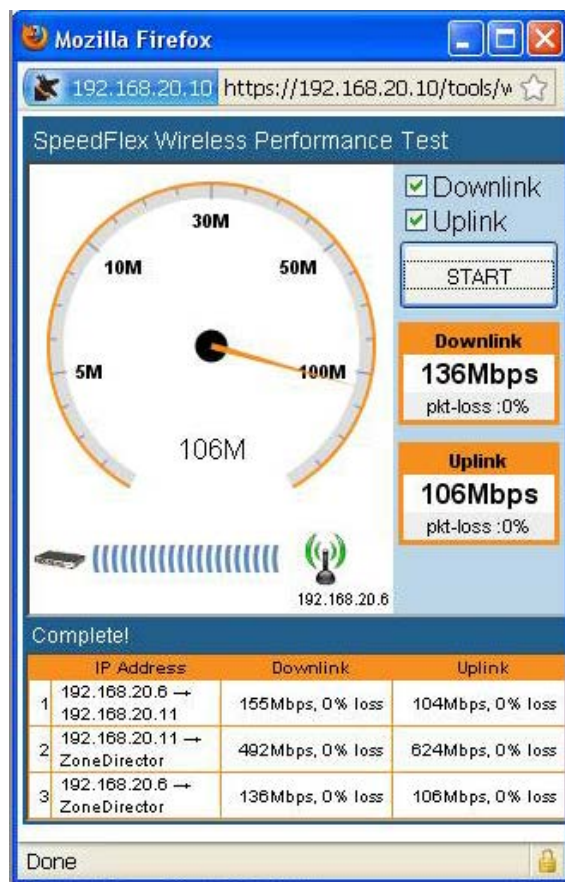 Mozilla Firefox
192.168.20.10 https://192.168.20.10/tools/w
SpeedFlex Wireless Performance Test
Downlink
Uplink
START
5M
10M
30M
50M
100M
106M
192.168.20.6
Downlink
136Mbps
pkt-loss :0%
Uplink
106Mbps
pkt-loss :0%
Complete!
IP Address Downlink Uplink
1 192.168.20.6 → 155Mbps, 0% loss 104Mbps, 0% loss
192.168.20.11
2 192.168.20.11 → 492Mbps, 0% loss 624Mbps, 0% loss
ZoneDirector
3 192.168.20.6 → 136Mbps, 0% loss 106Mbps, 0% loss
ZoneDirector
Done